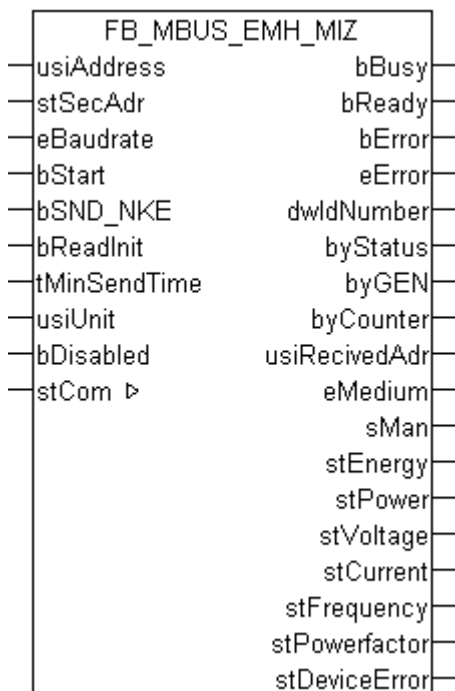 FB_MBUS_EMH_MIZ
usiAddress bBusy
stSecAdr bReady
eBaudrate bError
bStart eError
bSND_NKE dwIdNumber
bReadInit byStatus
tMinSendTime byGEN
usiUnit byCounter
bDisabled usiRecivedAdr
stCom ▷ eMedium
sMan
stEnergy
stPower
stVoltage
stCurrent
stFrequency
stPowerfactor
stDeviceError